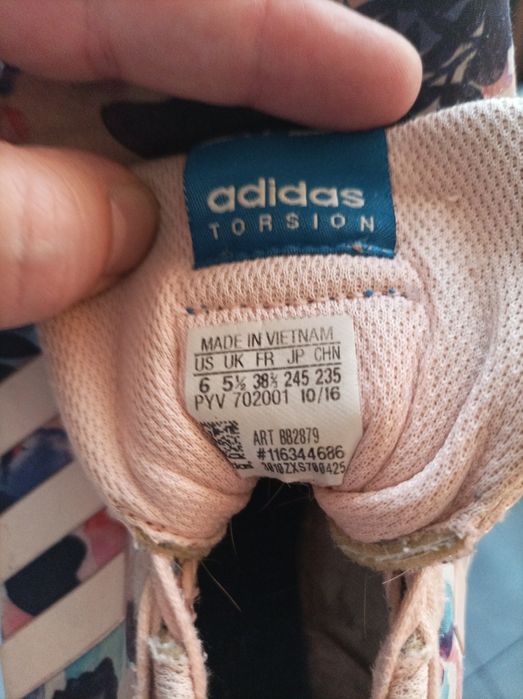 adidas
TORSION
MADE IN VIETNAM
US UK FR JP CHN
6 5½ 38⅔ 245 235
PYV 702001 10/16
ART BB2879
#116344686
3010ZXS700425